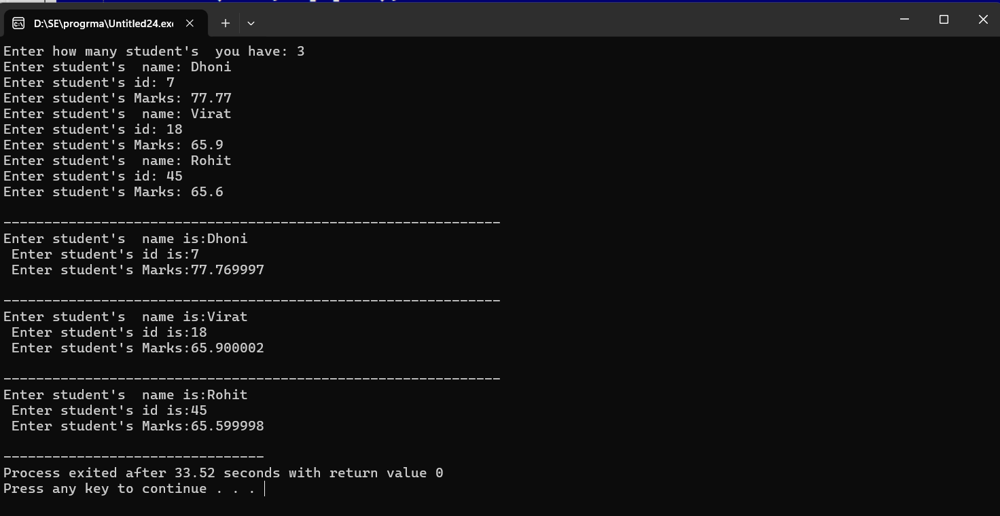 D:\SE\progrma\Untitled24.exe
Enter how many student's  you have: 3
Enter student's  name: Dhoni
Enter student's id: 7
Enter student's Marks: 77.77
Enter student's  name: Virat
Enter student's id: 18
Enter student's Marks: 65.9
Enter student's  name: Rohit
Enter student's id: 45
Enter student's Marks: 65.6
-------------------------------------------------------------
Enter student's  name is:Dhoni
 Enter student's id is:7
 Enter student's Marks:77.769997
-------------------------------------------------------------
Enter student's  name is:Virat
 Enter student's id is:18
 Enter student's Marks:65.900002
-------------------------------------------------------------
Enter student's  name is:Rohit
 Enter student's id is:45
 Enter student's Marks:65.599998
--------------------------------
Process exited after 33.52 seconds with return value 0
Press any key to continue . . .